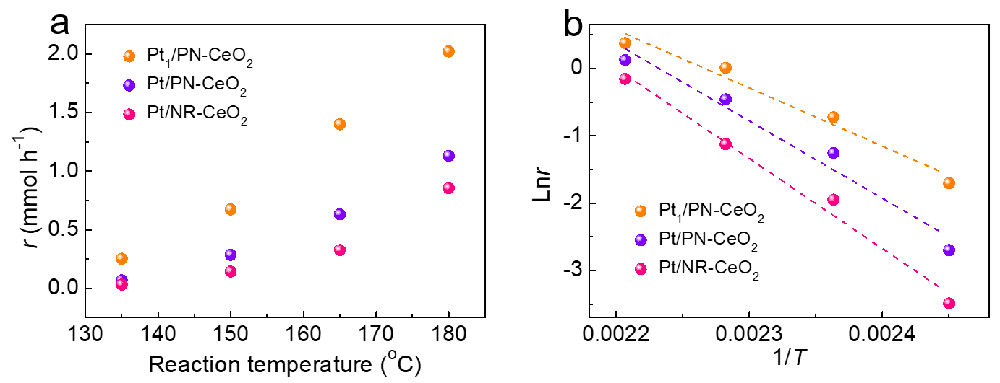 a
2.0
1.5
1.0
0.5
0.0
r (mmol h⁻¹)
Pt₁/PN-CeO₂
Pt/PN-CeO₂
Pt/NR-CeO₂
130 140 150 160 170 180
Reaction temperature (°C)
b
0
-1
-2
-3
Lnr
Pt₁/PN-CeO₂
Pt/PN-CeO₂
Pt/NR-CeO₂
0.0022 0.0023 0.0024
1/T